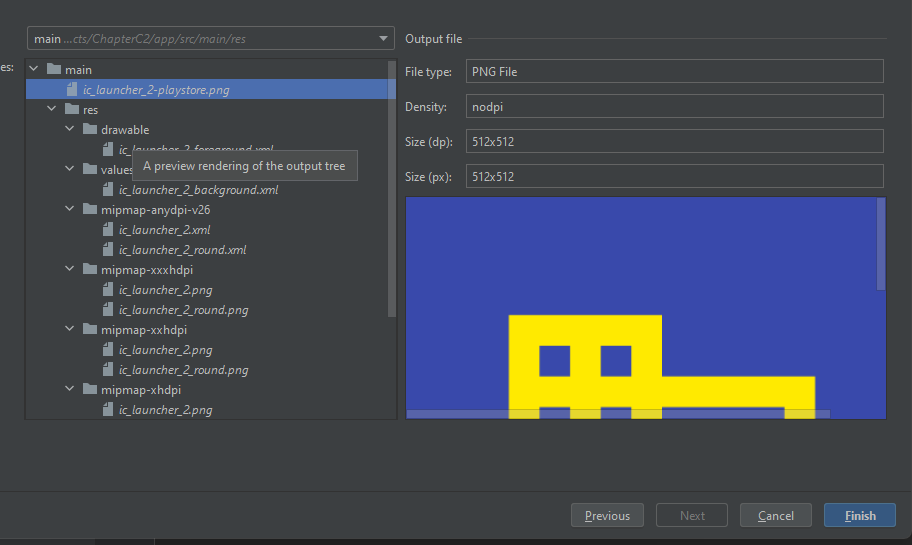 main ...cts/ChapterC2/app/src/main/res
es:
main
ic_launcher_2-playstore.png
res
drawable
ic_launcher_2_foreground.xml
values
A preview rendering of the output tree
ic_launcher_2_background.xml
mipmap-anydpi-v26
ic_launcher_2.xml
ic_launcher_2_round.xml
mipmap-xxxhdpi
ic_launcher_2.png
ic_launcher_2_round.png
mipmap-xxhdpi
ic_launcher_2.png
ic_launcher_2_round.png
mipmap-xhdpi
ic_launcher_2.png
Output file
File type: PNG File
Density: nodpi
Size (dp): 512x512
Size (px): 512x512
Previous
Next
Cancel
Finish